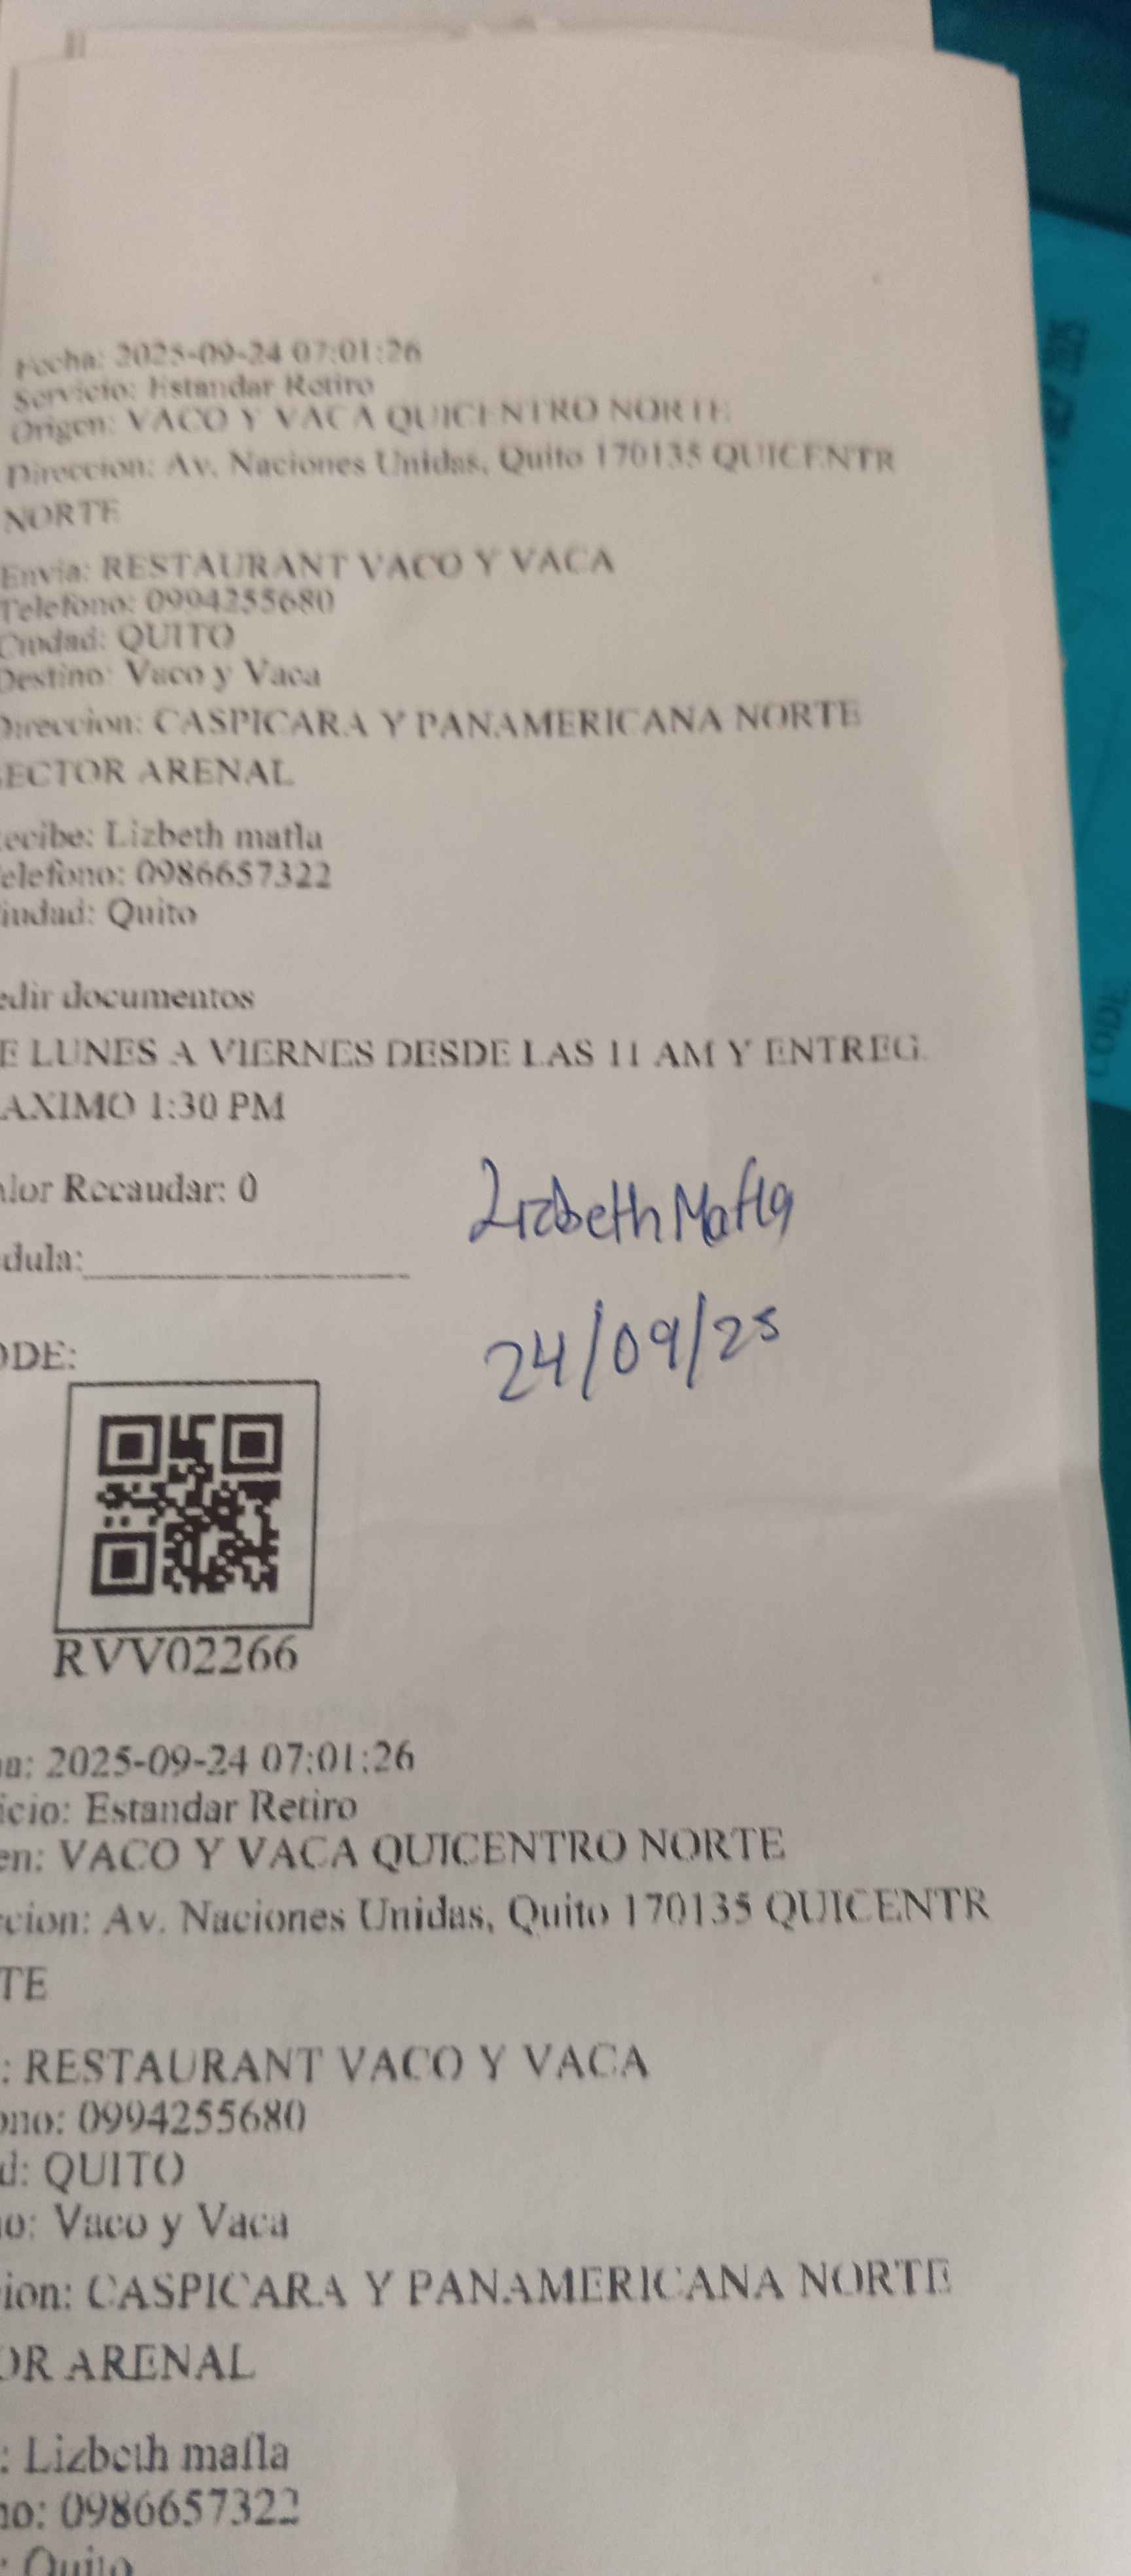 Fecha: 2025-09-24 07:01:26
Servicio: Estandar Retiro
Origen: VACO Y VACA QUICENTRO NORTE
Direccion: Av. Naciones Unidas, Quito 170135 QUICENTR
NORTE
Envia: RESTAURANT VACO Y VACA
Telefono: 0994255680
Ciudad: QUITO
Destino: Vaco y Vaca
Direccion: CASPICARA Y PANAMERICANA NORTE
SECTOR ARENAL
ecibe: Lizbeth mafla
elefono: 0986657322
iudad: Quito
edir documentos
E LUNES A VIERNES DESDE LAS 11 AM Y ENTREG
AXIMO 1:30 PM
alor Recaudar: 0
Lizbeth Mafla
dula:
24/09/25
ODE:
RVV02266
a: 2025-09-24 07:01:26
icio: Estandar Retiro
en: VACO Y VACA QUICENTRO NORTE
cion: Av. Naciones Unidas, Quito 170135 QUICENTR
TE
: RESTAURANT VACO Y VACA
ono: 0994255680
d: QUITO
o: Vaco y Vaca
ion: CASPICARA Y PANAMERICANA NORTE
OR ARENAL
: Lizbeth mafla
no: 0986657322
: Quito